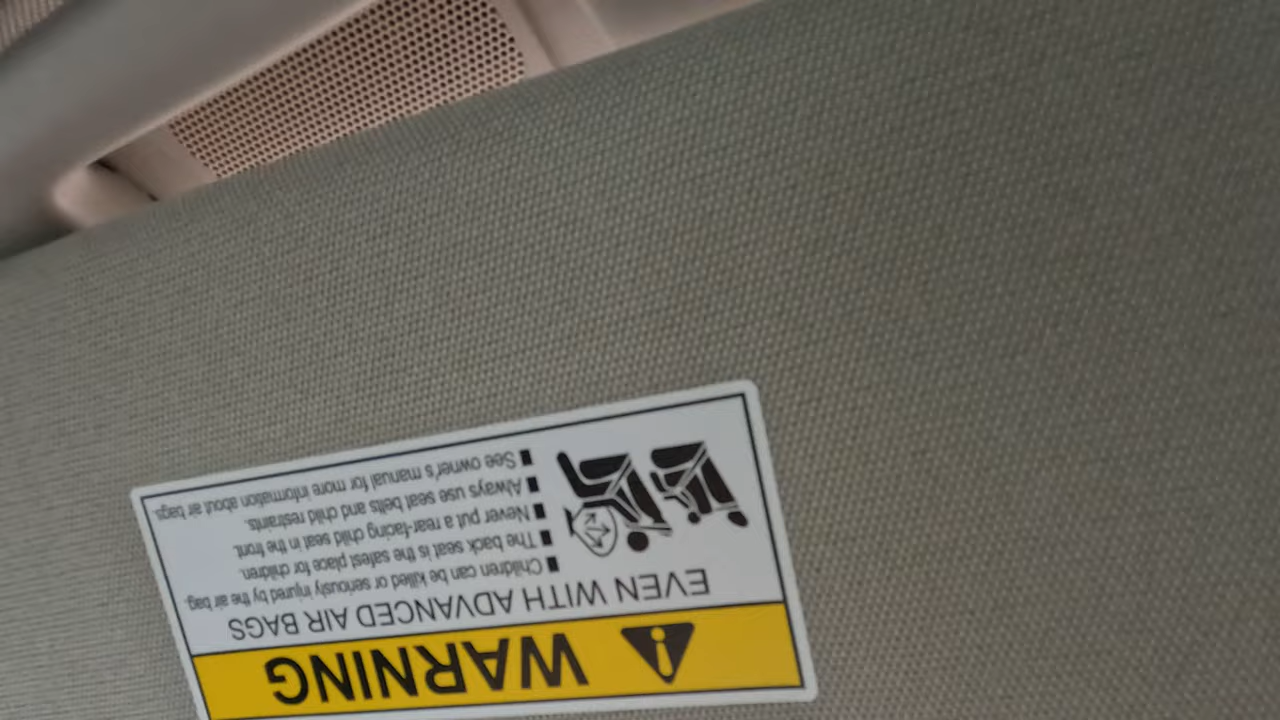 WARNING
EVEN WITH ADVANCED AIR BAGS
■ Children can be killed or seriously injured by the air bag.
■ The back seat is the safest place for children.
■ Never put a rear-facing child seat in the front.
■ Always use seat belts and child restraints.
■ See owner's manual for more information about air bags.